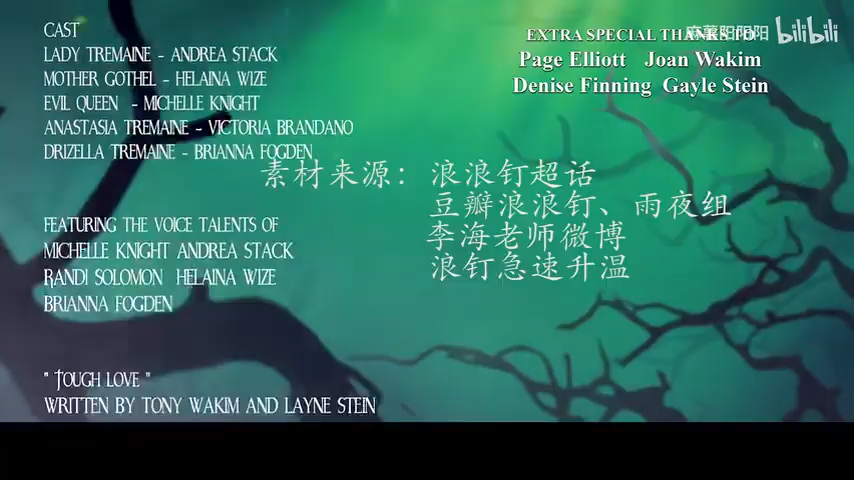 CAST
LADY TREMAINE - ANDREA STACK
MOTHER GOTHEL - HELAINA WIZE
EVIL QUEEN - MICHELLE KNIGHT
ANASTASIA TREMAINE - VICTORIA BRANDANO
DRIZELLA TREMAINE - BRIANNA FOGDEN
FEATURING THE VOICE TALENTS OF
MICHELLE KNIGHT ANDREA STACK
RANDI SOLOMON HELAINA WIZE
BRIANNA FOGDEN
" TOUGH LOVE "
WRITTEN BY TONY WAKIM AND LAYNE STEIN
EXTRA SPECIAL THANKS TO
Page Elliott Joan Wakim
Denise Finning Gayle Stein
bilibili
素材来源：浪浪钉超话
豆瓣浪浪钉、雨夜组
李海老师微博
浪钉急速升温